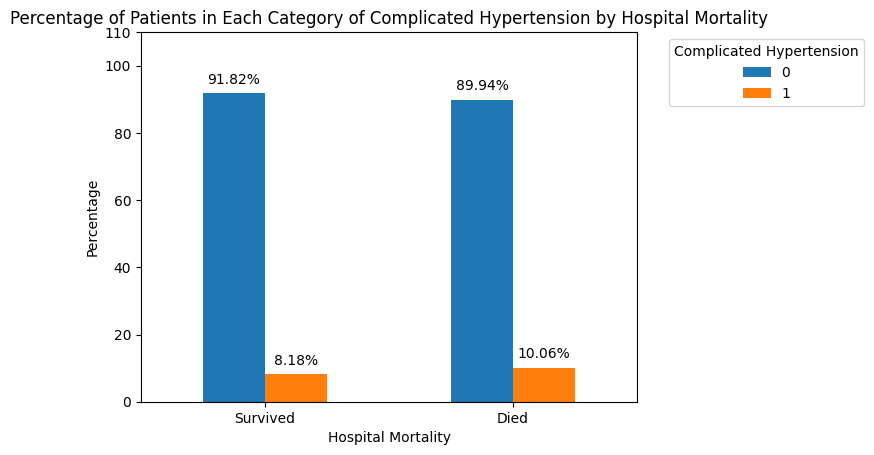 Percentage of Patients in Each Category of Complicated Hypertension by Hospital Mortality
110
100
80
60
40
20
0
Percentage
91.82%
8.18%
89.94%
10.06%
Survived
Died
Hospital Mortality
Complicated Hypertension
0
1